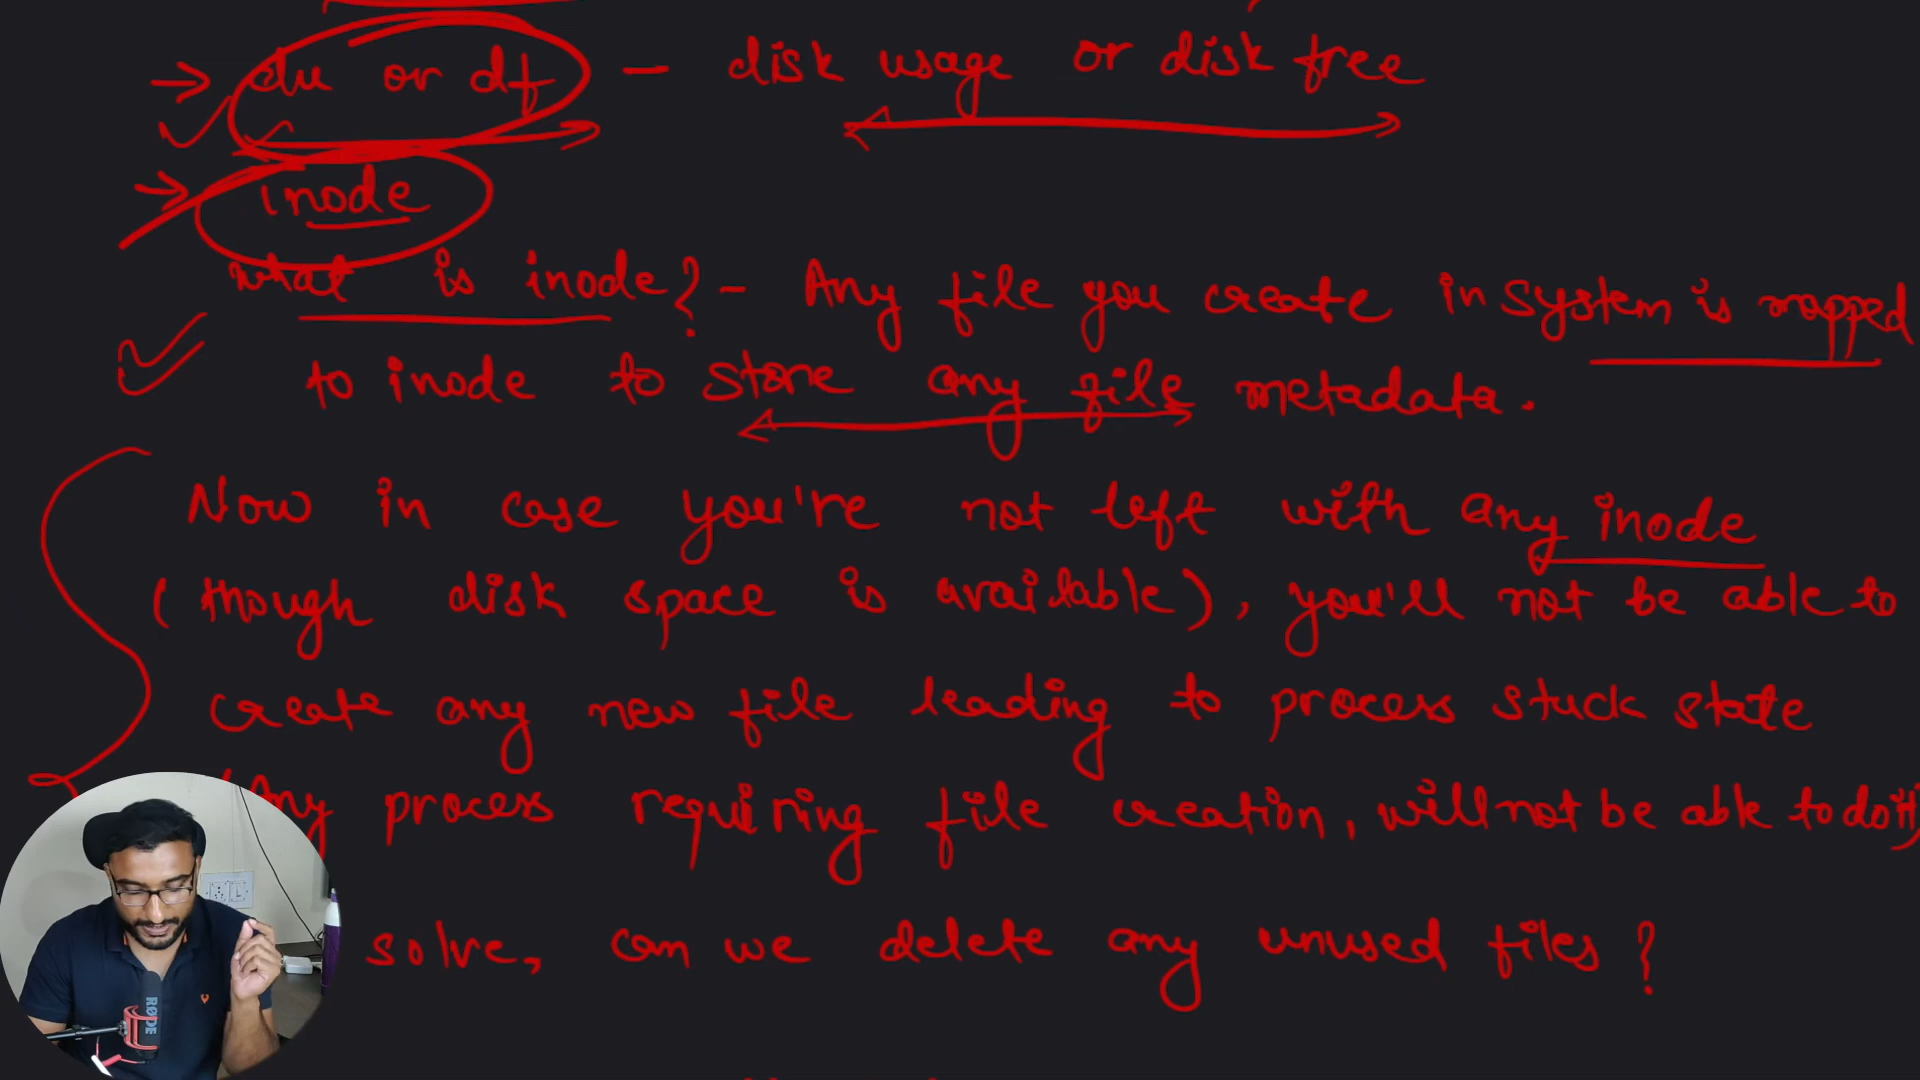 → du or df - disk usage or disk free
→ inode
what is inode? - Any file you create in system is mapped
to inode to store any file metadata.
Now in case you're not left with any inode
(though disk space is available), you'll not be able to
create any new file leading to process stuck state
(Any process requiring file creation, will not be able to do it)
solve, can we delete any unused files?
RØDE